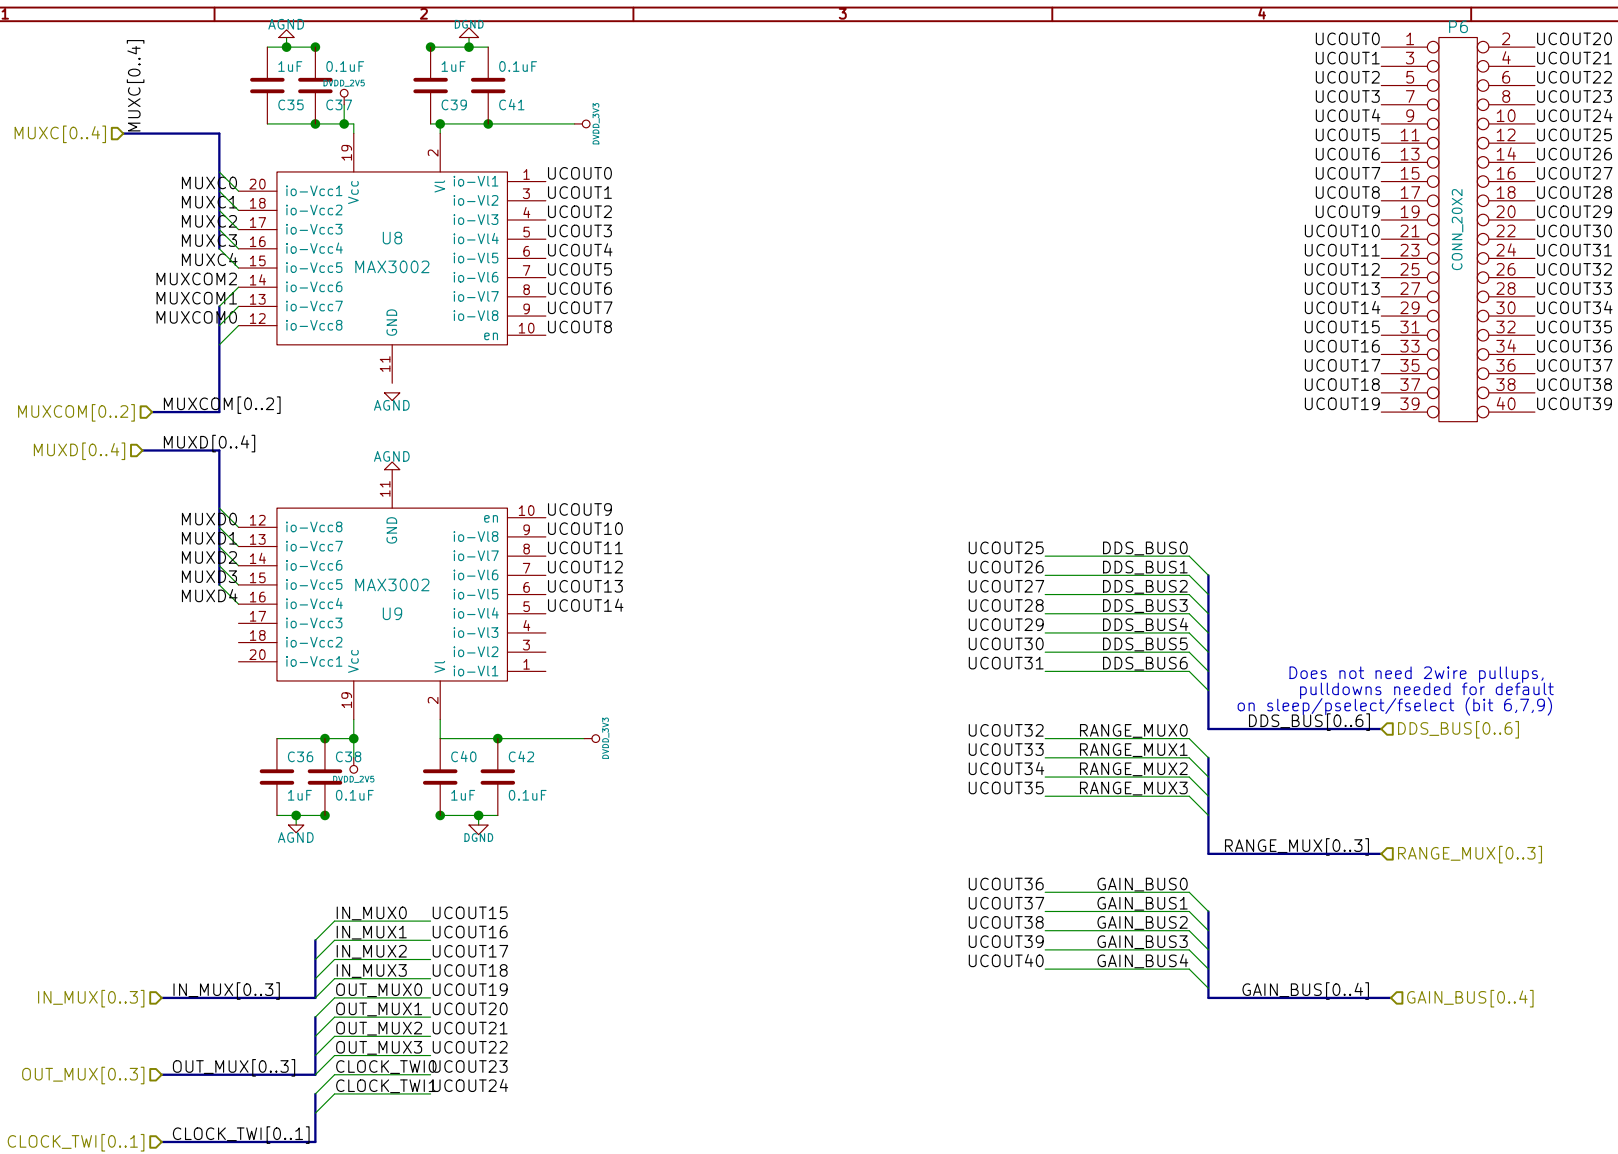 1 2 3 4
AGND DGND
MUXC[0..4]
1uF 0.1uF 1uF 0.1uF
DVDD_2V5
C35 C37 C39 C41
DVDD_3V3
MUXC[0..4]
19 2
Vcc Vl
MUXC0 20 io-Vcc1 io-Vl1 1 UCOUT0
MUXC1 18 io-Vcc2 io-Vl2 3 UCOUT1
MUXC2 17 io-Vcc3 io-Vl3 4 UCOUT2
MUXC3 16 io-Vcc4 io-Vl4 5 UCOUT3
MUXC4 15 io-Vcc5 io-Vl5 6 UCOUT4
MUXCOM2 14 io-Vcc6 io-Vl6 7 UCOUT5
MUXCOM1 13 io-Vcc7 io-Vl7 8 UCOUT6
MUXCOM0 12 io-Vcc8 io-Vl8 9 UCOUT7
en 10 UCOUT8
U8
MAX3002
GND
11
AGND
MUXCOM[0..2] MUXCOM[0..2]
MUXD[0..4] MUXD[0..4]
AGND
11
GND
en 10 UCOUT9
MUXD0 12 io-Vcc8 io-Vl8 9 UCOUT10
MUXD1 13 io-Vcc7 io-Vl7 8 UCOUT11
MUXD2 14 io-Vcc6 io-Vl6 7 UCOUT12
MUXD3 15 io-Vcc5 io-Vl5 6 UCOUT13
MUXD4 16 io-Vcc4 io-Vl4 5 UCOUT14
17 io-Vcc3 io-Vl3 4
18 io-Vcc2 io-Vl2 3
20 io-Vcc1 io-Vl1 1
MAX3002
U9
Vcc Vl
19 2
DVDD_3V3
C36 C38 C40 C42
DVDD_2V5
1uF 0.1uF 1uF 0.1uF
AGND DGND
IN_MUX0 UCOUT15
IN_MUX1 UCOUT16
IN_MUX2 UCOUT17
IN_MUX3 UCOUT18
IN_MUX[0..3] IN_MUX[0..3]
OUT_MUX0 UCOUT19
OUT_MUX1 UCOUT20
OUT_MUX2 UCOUT21
OUT_MUX3 UCOUT22
OUT_MUX[0..3] OUT_MUX[0..3]
CLOCK_TWI0 UCOUT23
CLOCK_TWI1 UCOUT24
CLOCK_TWI[0..1] CLOCK_TWI[0..1]
P6
UCOUT0 1 2 UCOUT20
UCOUT1 3 4 UCOUT21
UCOUT2 5 6 UCOUT22
UCOUT3 7 8 UCOUT23
UCOUT4 9 10 UCOUT24
UCOUT5 11 12 UCOUT25
UCOUT6 13 14 UCOUT26
UCOUT7 15 16 UCOUT27
UCOUT8 17 18 UCOUT28
UCOUT9 19 20 UCOUT29
UCOUT10 21 22 UCOUT30
UCOUT11 23 24 UCOUT31
UCOUT12 25 26 UCOUT32
UCOUT13 27 28 UCOUT33
UCOUT14 29 30 UCOUT34
UCOUT15 31 32 UCOUT35
UCOUT16 33 34 UCOUT36
UCOUT17 35 36 UCOUT37
UCOUT18 37 38 UCOUT38
UCOUT19 39 40 UCOUT39
CONN_20X2
UCOUT25 DDS_BUS0
UCOUT26 DDS_BUS1
UCOUT27 DDS_BUS2
UCOUT28 DDS_BUS3
UCOUT29 DDS_BUS4
UCOUT30 DDS_BUS5
UCOUT31 DDS_BUS6
Does not need 2wire pullups,
pulldowns needed for default
on sleep/pselect/fselect (bit 6,7,9)
DDS_BUS[0..6] DDS_BUS[0..6]
UCOUT32 RANGE_MUX0
UCOUT33 RANGE_MUX1
UCOUT34 RANGE_MUX2
UCOUT35 RANGE_MUX3
RANGE_MUX[0..3] RANGE_MUX[0..3]
UCOUT36 GAIN_BUS0
UCOUT37 GAIN_BUS1
UCOUT38 GAIN_BUS2
UCOUT39 GAIN_BUS3
UCOUT40 GAIN_BUS4
GAIN_BUS[0..4] GAIN_BUS[0..4]